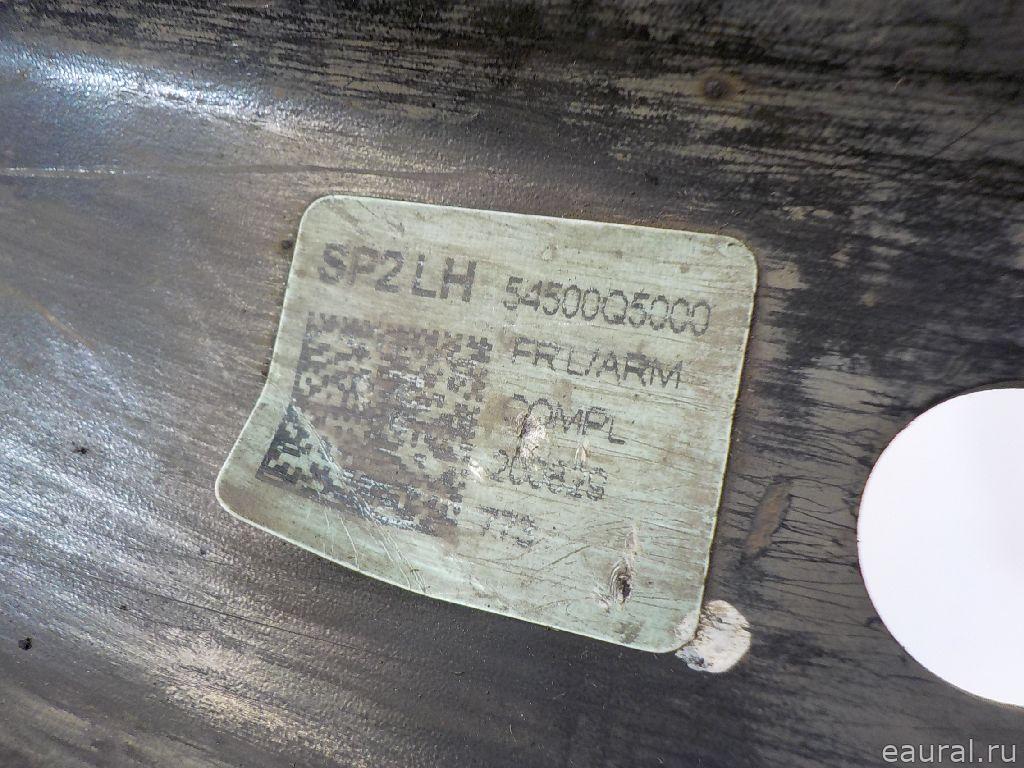 SP2 LH
54500Q5000
FR L/ARM
COMPL
eaural.ru